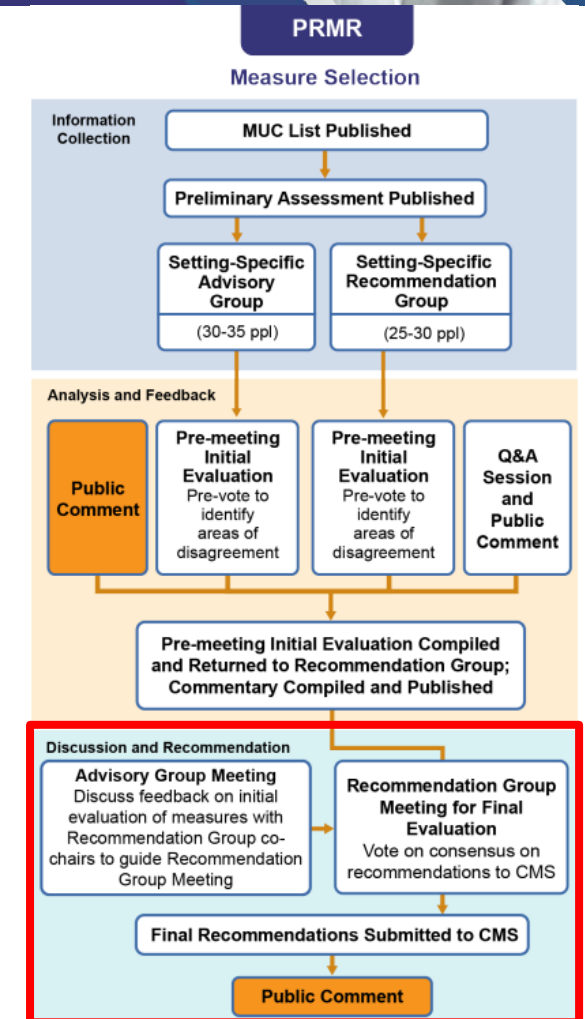 PRMR
Measure Selection
Information
Collection
MUC List Published
Preliminary Assessment Published
Setting-Specific
Advisory
Group
(30-35 ppl)
Setting-Specific
Recommendation
Group
(25-30 ppl)
Analysis and Feedback
Public
Comment
Pre-meeting
Initial
Evaluation
Pre-vote to
identify
areas of
disagreement
Pre-meeting
Initial
Evaluation
Pre-vote to
identify
areas of
disagreement
Q&A
Session
and
Public
Comment
Pre-meeting Initial Evaluation Compiled
and Returned to Recommendation Group;
Commentary Compiled and Published
Discussion and Recommendation
Advisory Group Meeting
Discuss feedback on initial
evaluation of measures with
Recommendation Group co-
chairs to guide Recommendation
Group Meeting
Recommendation Group
Meeting for Final
Evaluation
Vote on consensus on
recommendations to CMS
Final Recommendations Submitted to CMS
Public Comment